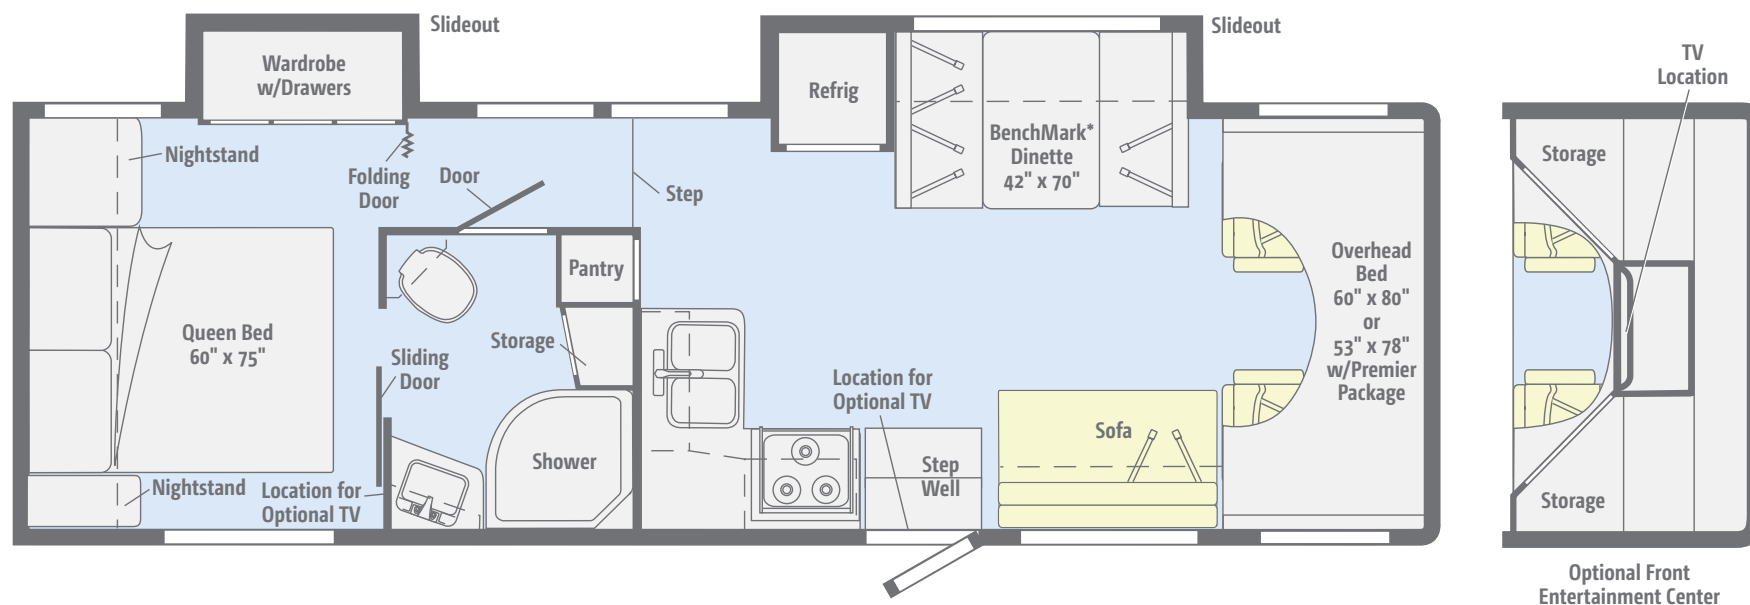 Slideout
Slideout
Wardrobe
w/Drawers
Refrig
TV
Location
Nightstand
Folding
Door
Door
Step
BenchMark*
Dinette
42" x 70"
Storage
Pantry
Overhead
Bed
60" x 80"
or
53" x 78"
w/Premier
Package
Queen Bed
60" x 75"
Storage
Sliding
Door
Location for
Optional TV
Sofa
Shower
Step
Well
Nightstand
Location for
Optional TV
Storage
Optional Front
Entertainment Center